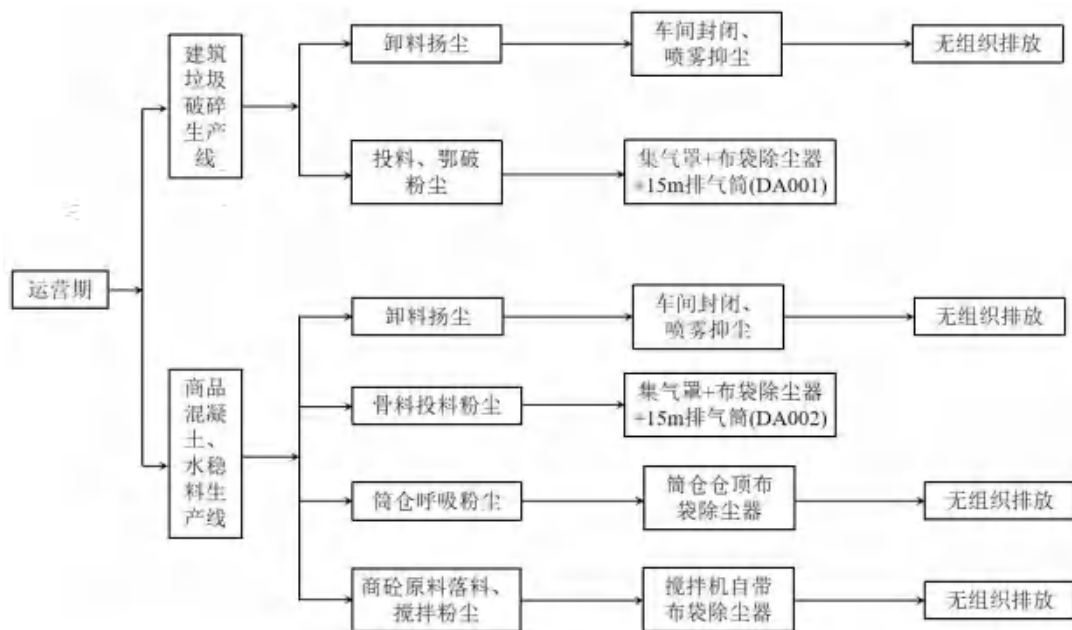 建筑
垃圾
破碎
生产
线
卸料扬尘
车间封闭、
喷雾抑尘
无组织排放
投料、鄂破
粉尘
集气罩+布袋除尘器
+15m排气筒(DA001)
运营期
商品
混凝
土、
水稳
料生
产线
卸料扬尘
车间封闭、
喷雾抑尘
无组织排放
骨料投料粉尘
集气罩+布袋除尘器
+15m排气筒(DA002)
筒仓呼吸粉尘
筒仓仓顶布
袋除尘器
无组织排放
商砼原料落料、
搅拌粉尘
搅拌机自带
布袋除尘器
无组织排放